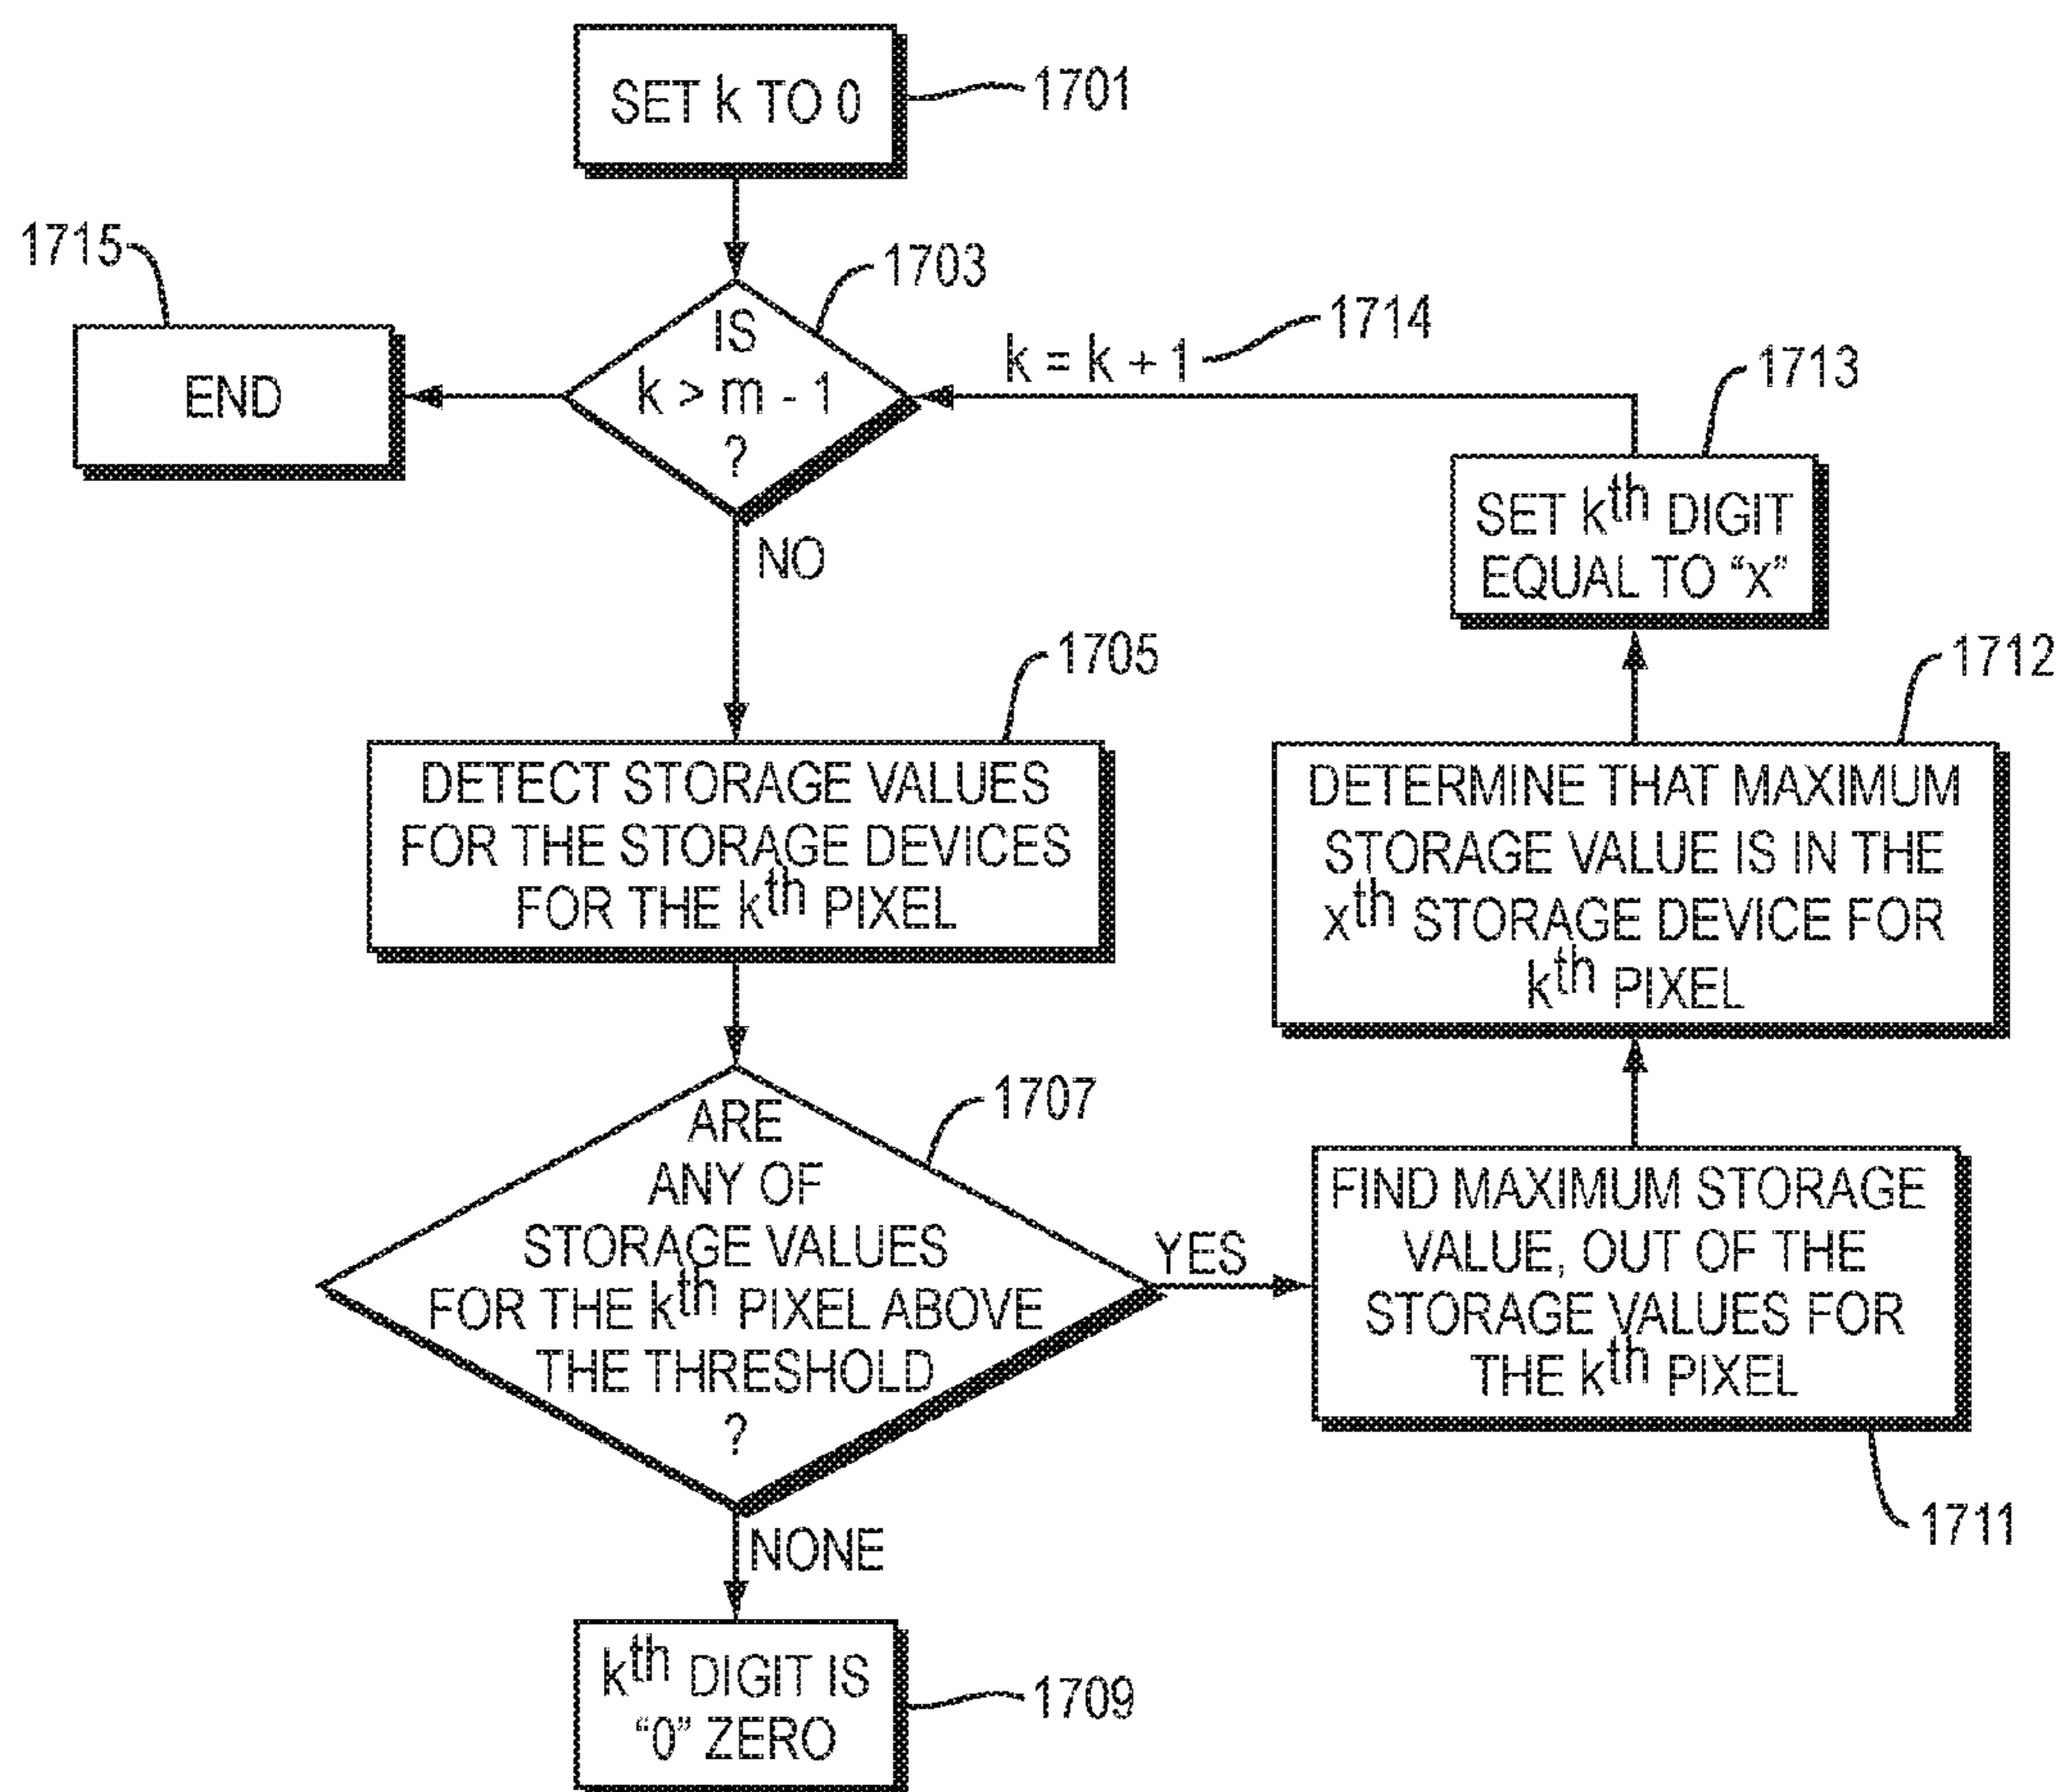 SET k TO 0
1701
1715
1703
END
IS
k > m - 1
?
k = k + 1
1714
1713
SET kth DIGIT
EQUAL TO “x”
NO
1705
DETECT STORAGE VALUES
FOR THE STORAGE DEVICES
FOR THE kth PIXEL
1712
DETERMINE THAT MAXIMUM
STORAGE VALUE IS IN THE
xth STORAGE DEVICE FOR
kth PIXEL
1707
ARE
ANY OF
STORAGE VALUES
FOR THE kth PIXEL ABOVE
THE THRESHOLD
?
YES
FIND MAXIMUM STORAGE
VALUE, OUT OF THE
STORAGE VALUES FOR
THE kth PIXEL
1711
NONE
kth DIGIT IS
“0” ZERO
1709